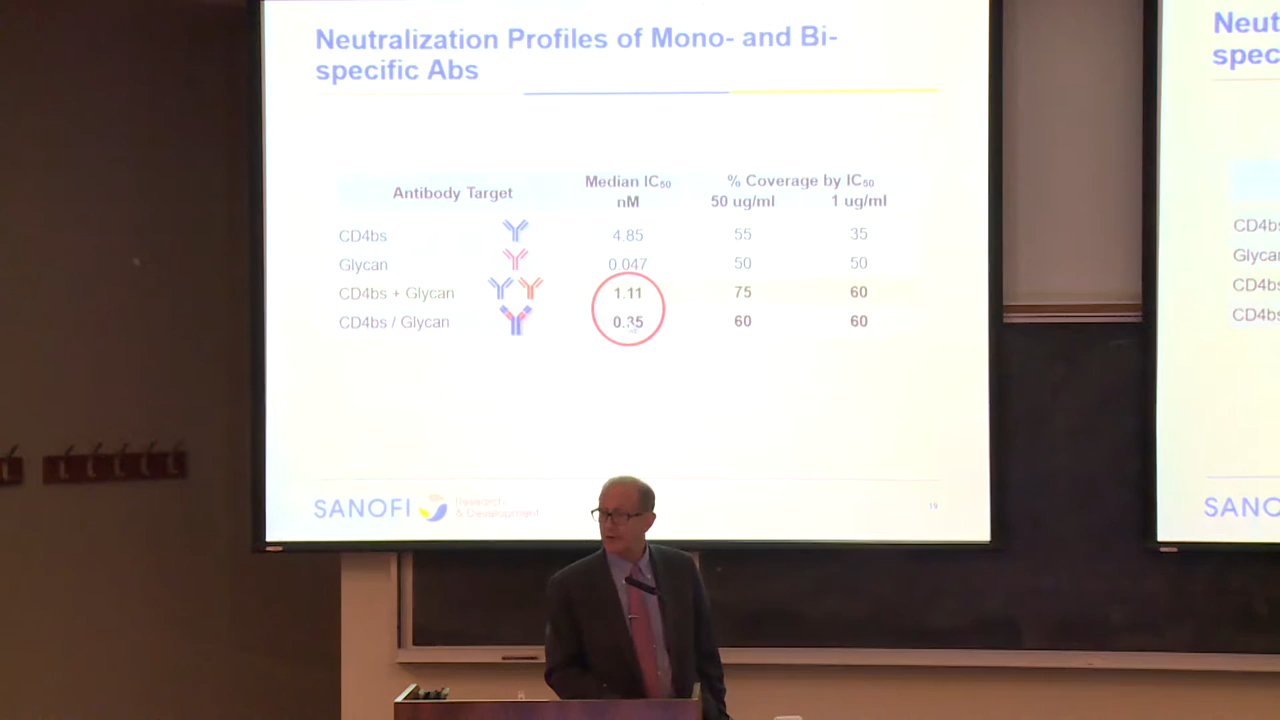 Neutralization Profiles of Mono- and Bi-
specific Abs
Antibody Target
Median IC50
nM
% Coverage by IC50
50 ug/ml 1 ug/ml
CD4bs 4.85 55 35
Glycan 0.047 50 50
CD4bs + Glycan 1.11 75 60
CD4bs / Glycan 0.35 60 60
SANOFI
Research
& Development
19
Neut
spec
CD4bs
Glycan
CD4bs
CD4bs
SANO